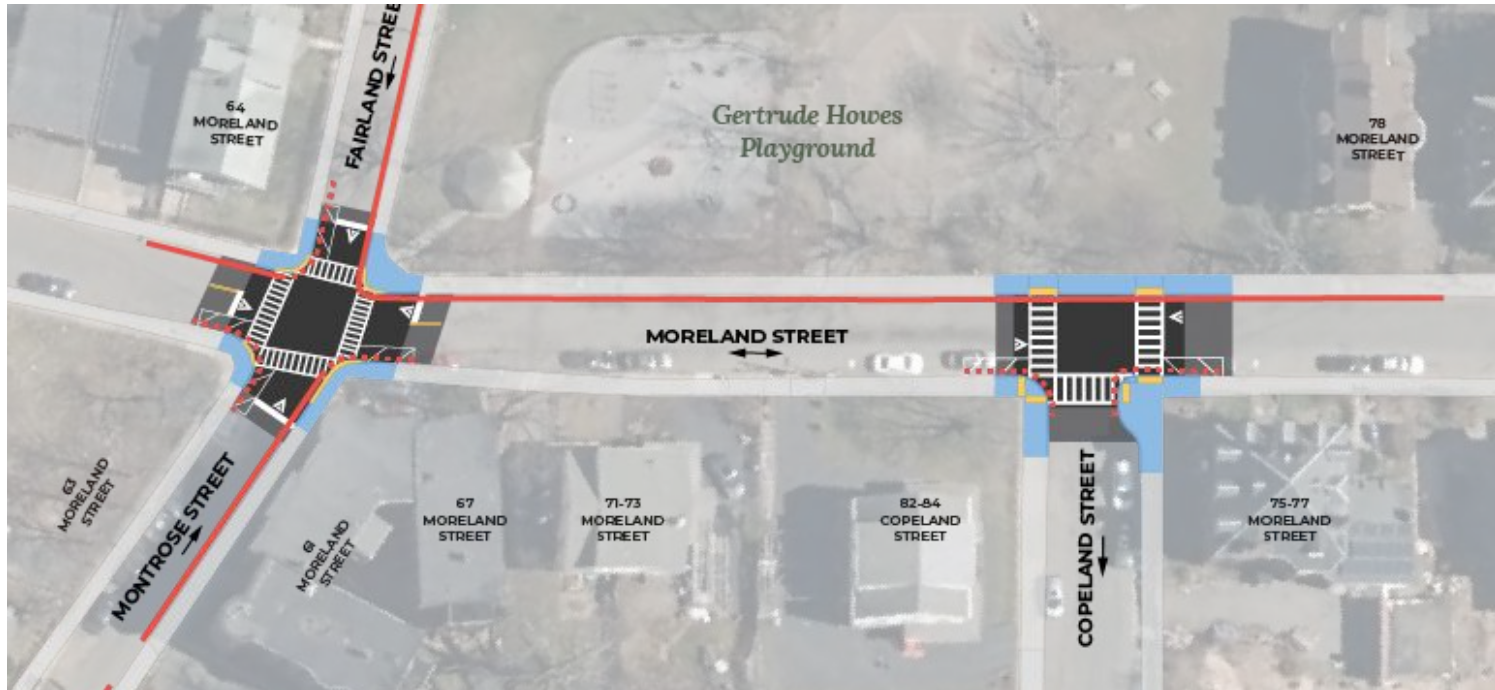 FAIRLAND STREET
64
MORELAND
STREET
Gertrude Howes
Playground
78
MORELAND
STREET
MORELAND STREET
63
MORELAND
STREET
MONTROSE STREET
61
MORELAND
STREET
67
MORELAND
STREET
71-73
MORELAND
STREET
82-84
COPELAND
STREET
COPELAND STREET
75-77
MORELAND
STREET